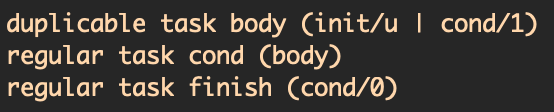 duplicable task body (init/u | cond/1)
regular task cond (body)
regular task finish (cond/0)